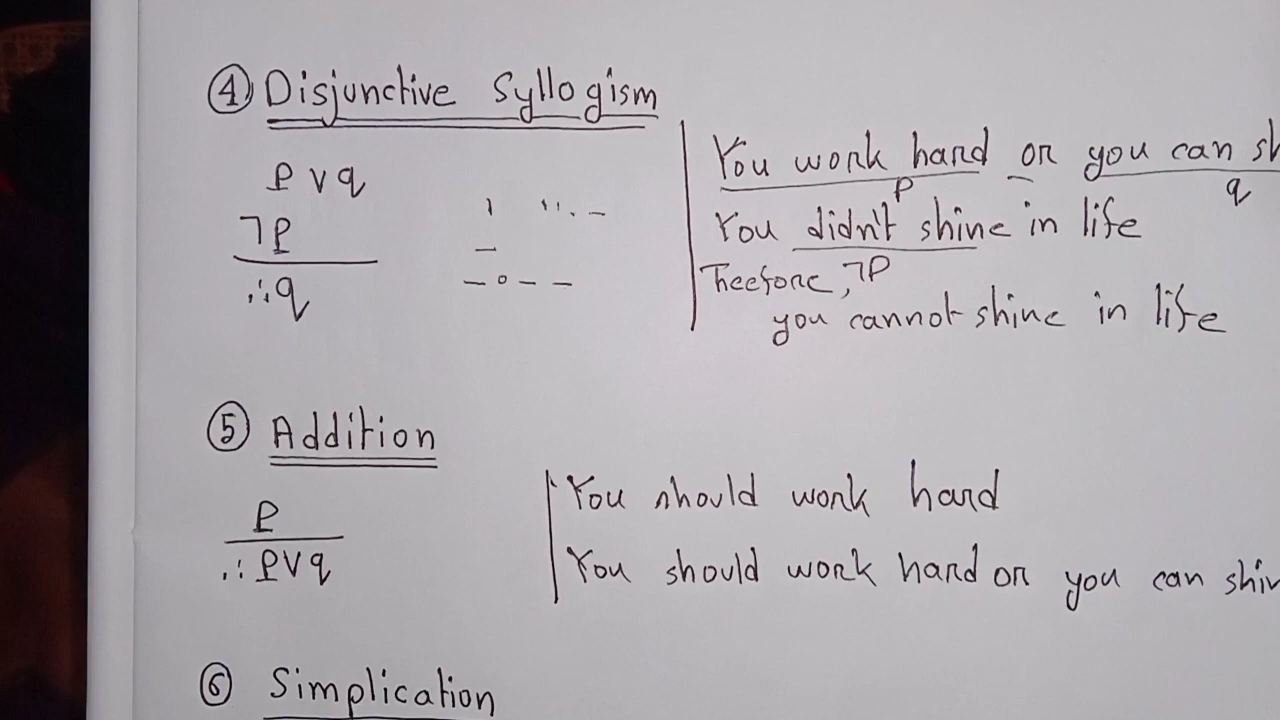 ④ Disjunctive Syllogism
p v q
¬p
∴ q
You work hard or you can sh
p
q
You didn't shine in life
Theefore, ¬p
you cannot shine in life
⑤ Addition
p
∴ p v q
You should work hard
You should work hard or you can shin
⑥ Simplication